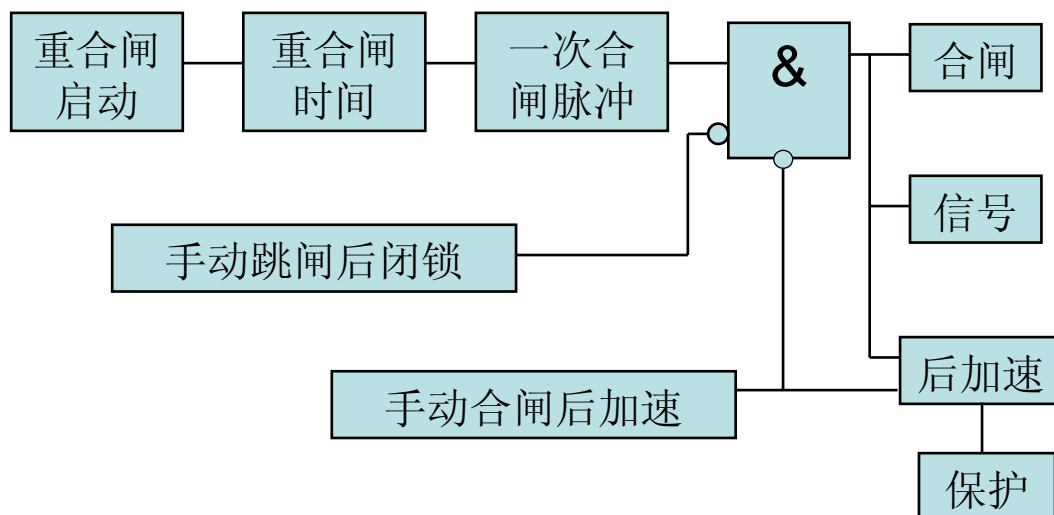 重合闸
启动
重合闸
时间
一次合
闸脉冲
&
合闸
信号
手动跳闸后闭锁
后加速
手动合闸后加速
保护